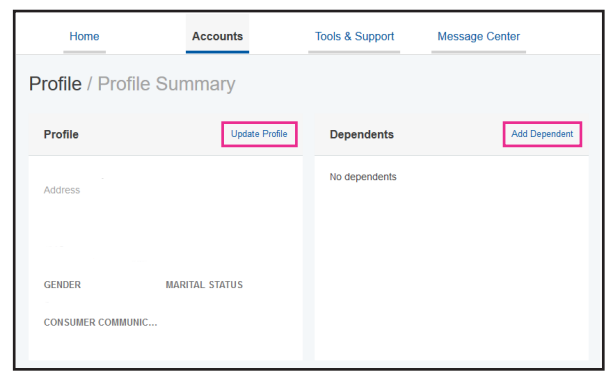 Home Accounts Tools & Support Message Center
Profile / Profile Summary
Profile Update Profile
Address
GENDER MARITAL STATUS
CONSUMER COMMUNIC...
Dependents Add Dependent
No dependents